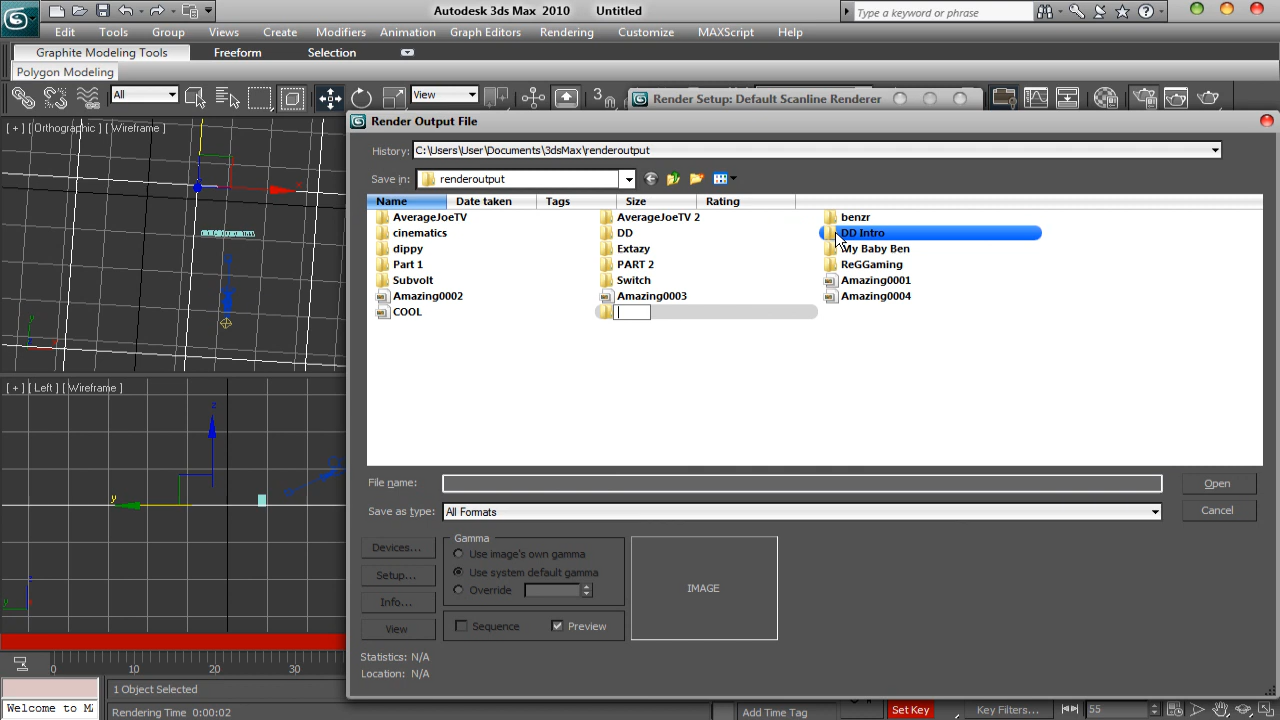 Autodesk 3ds Max 2010 Untitled
Type a keyword or phrase
Edit Tools Group Views Create Modifiers Animation Graph Editors Rendering Customize MAXScript Help
Graphite Modeling Tools Freeform Selection
Polygon Modeling
All View 3 Render Setup: Default Scanline Renderer
[ + ] [ Orthographic ] [ Wireframe ]
Render Output File
History: C:\Users\User\Documents\3dsMax\renderoutput
Save in: renderoutput
Name Date taken Tags Size Rating
AverageJoeTV AverageJoeTV 2 benzr
cinematics DD DD Intro
dippy Extazy My Baby Ben
Part 1 PART 2 ReGGaming
Subvolt Switch Amazing0001
Amazing0002 Amazing0003 Amazing0004
COOL
[ + ] [ Left ] [ Wireframe ]
z
y
File name: Open
Save as type: All Formats Cancel
Devices... Gamma
Use image's own gamma
Setup... Use system default gamma
Override
Info...
IMAGE
View Sequence Preview
Statistics: N/A
Location: N/A
0 10 20 30
1 Object Selected
Welcome to M
Rendering Time 0:00:02 Add Time Tag Set Key Key Filters... 55